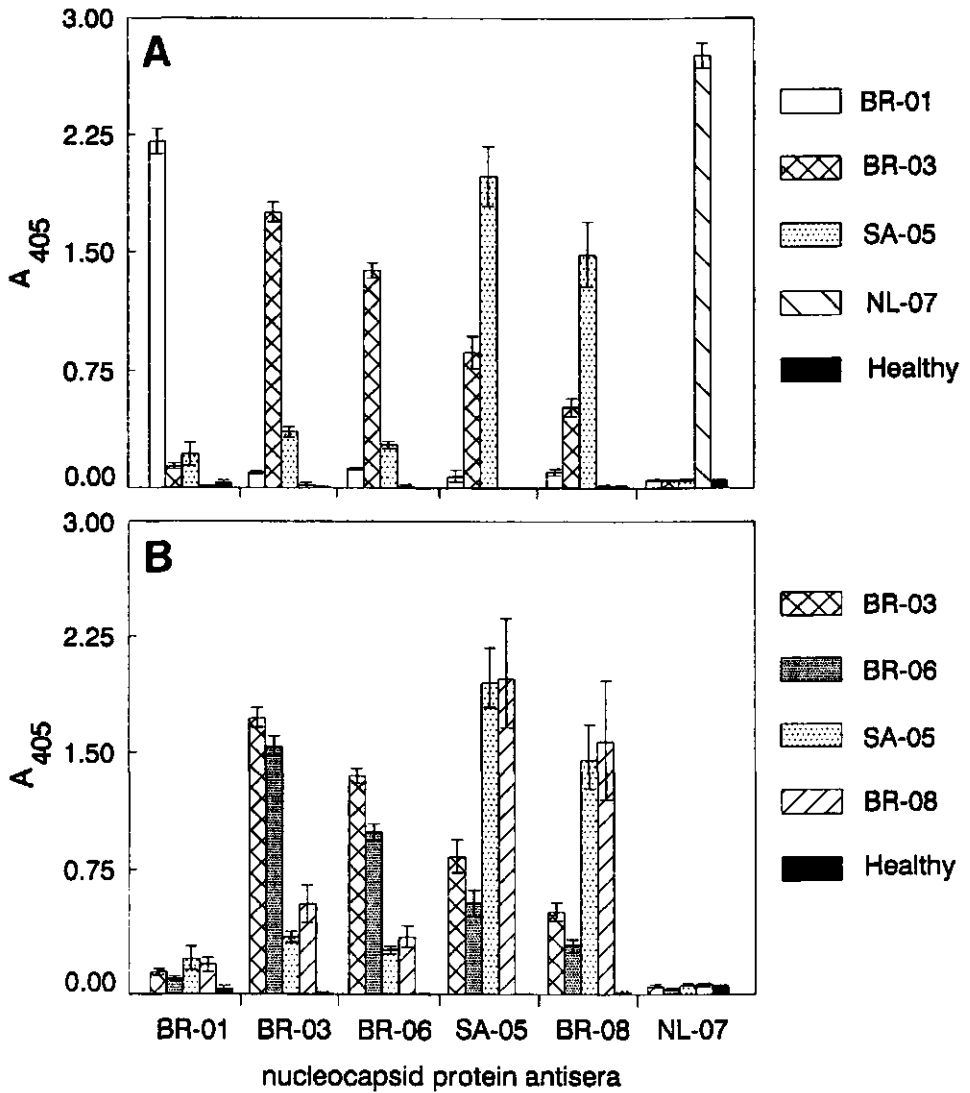 A
3.00
2.25
1.50
0.75
0.00
A 405
BR-01
BR-03
SA-05
NL-07
Healthy
B
3.00
2.25
1.50
0.75
0.00
A 405
BR-03
BR-06
SA-05
BR-08
Healthy
BR-01 BR-03 BR-06 SA-05 BR-08 NL-07
nucleocapsid protein antisera